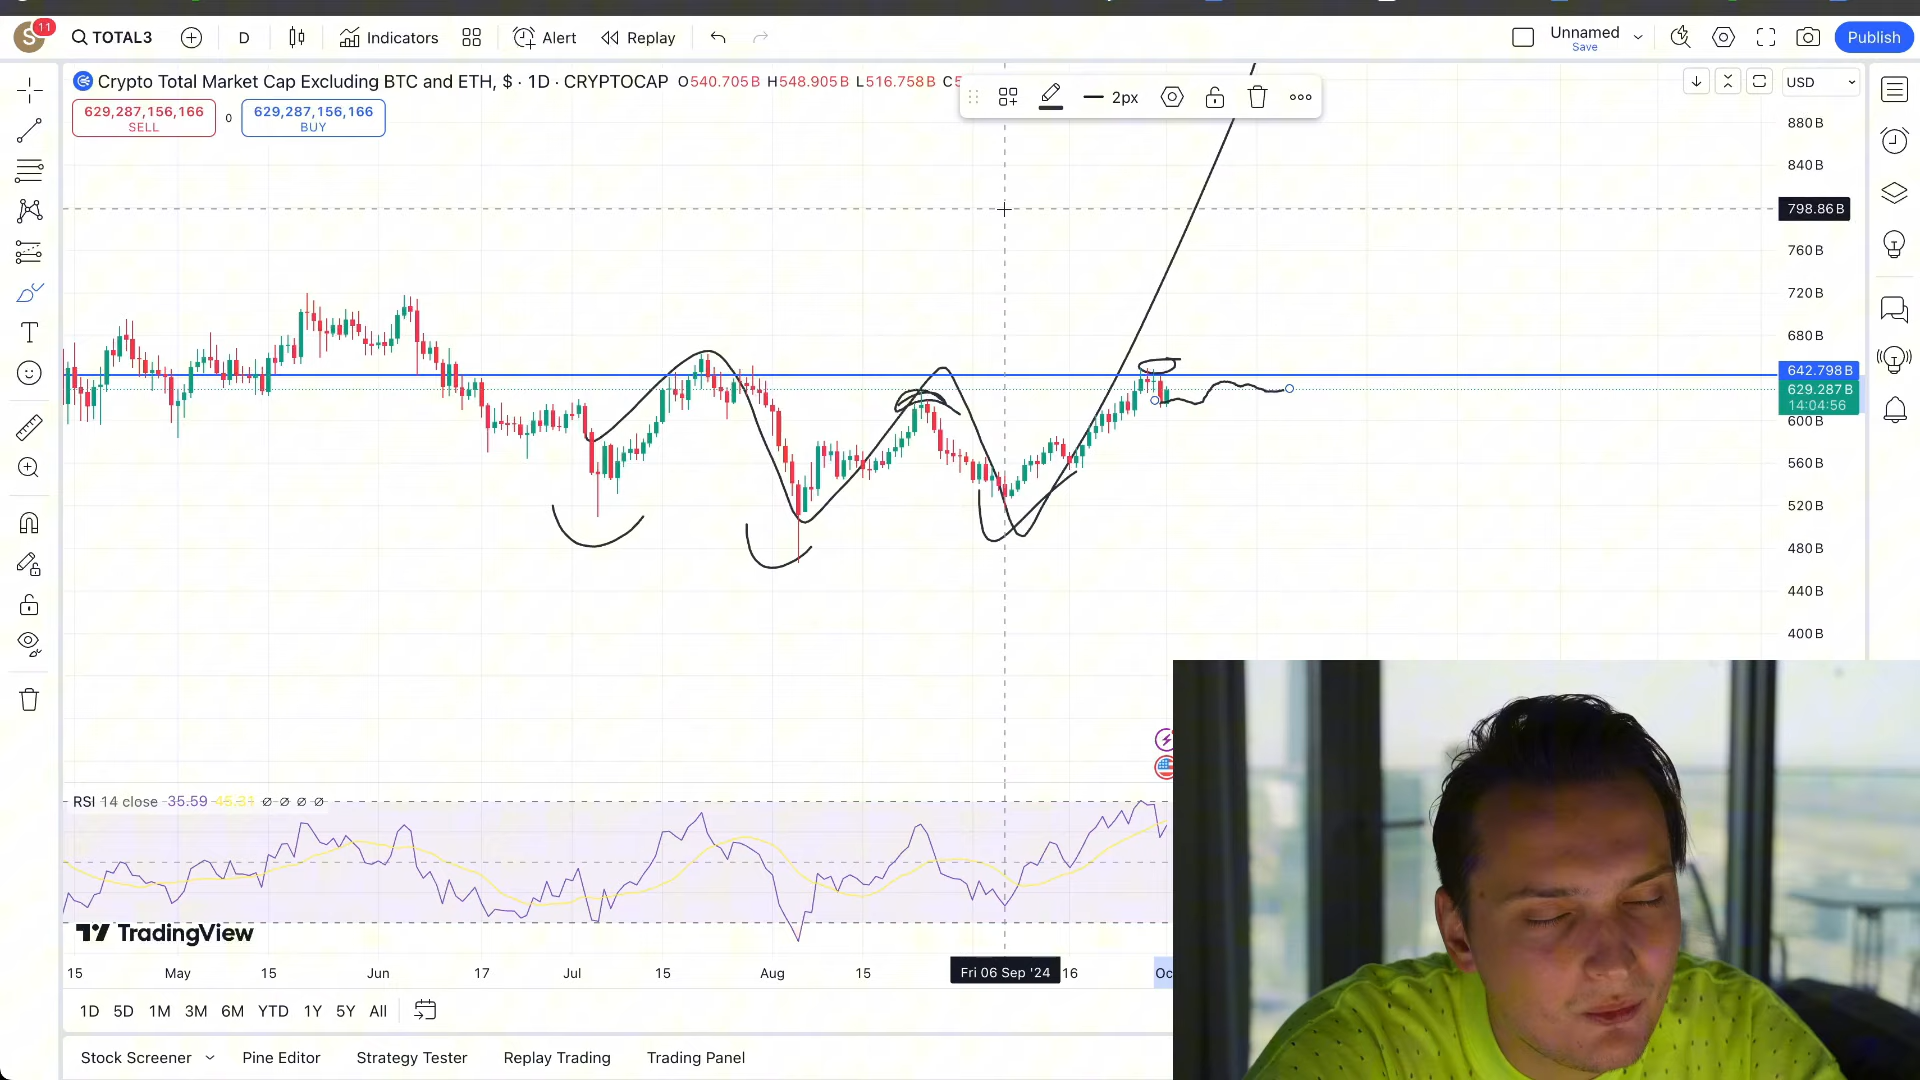 S 11 TOTAL3 D Indicators Alert Replay Unnamed Save Publish
Crypto Total Market Cap Excluding BTC and ETH, $ · 1D · CRYPTOCAP O540.705B H548.905B L516.758B C5 2px USD
629,287,156,166 SELL 0 629,287,156,166 BUY
880B
840B
798.86B
760B
720B
680B
642.798B
629.287B
14:04:56
600B
560B
520B
480B
440B
400B
RSI 14 close 35.59 45.31 ∅ ∅ ∅ ∅
TradingView
15 May 15 Jun 17 Jul 15 Aug 15 Fri 06 Sep '24 16 Oc
1D 5D 1M 3M 6M YTD 1Y 5Y All
Stock Screener Pine Editor Strategy Tester Replay Trading Trading Panel